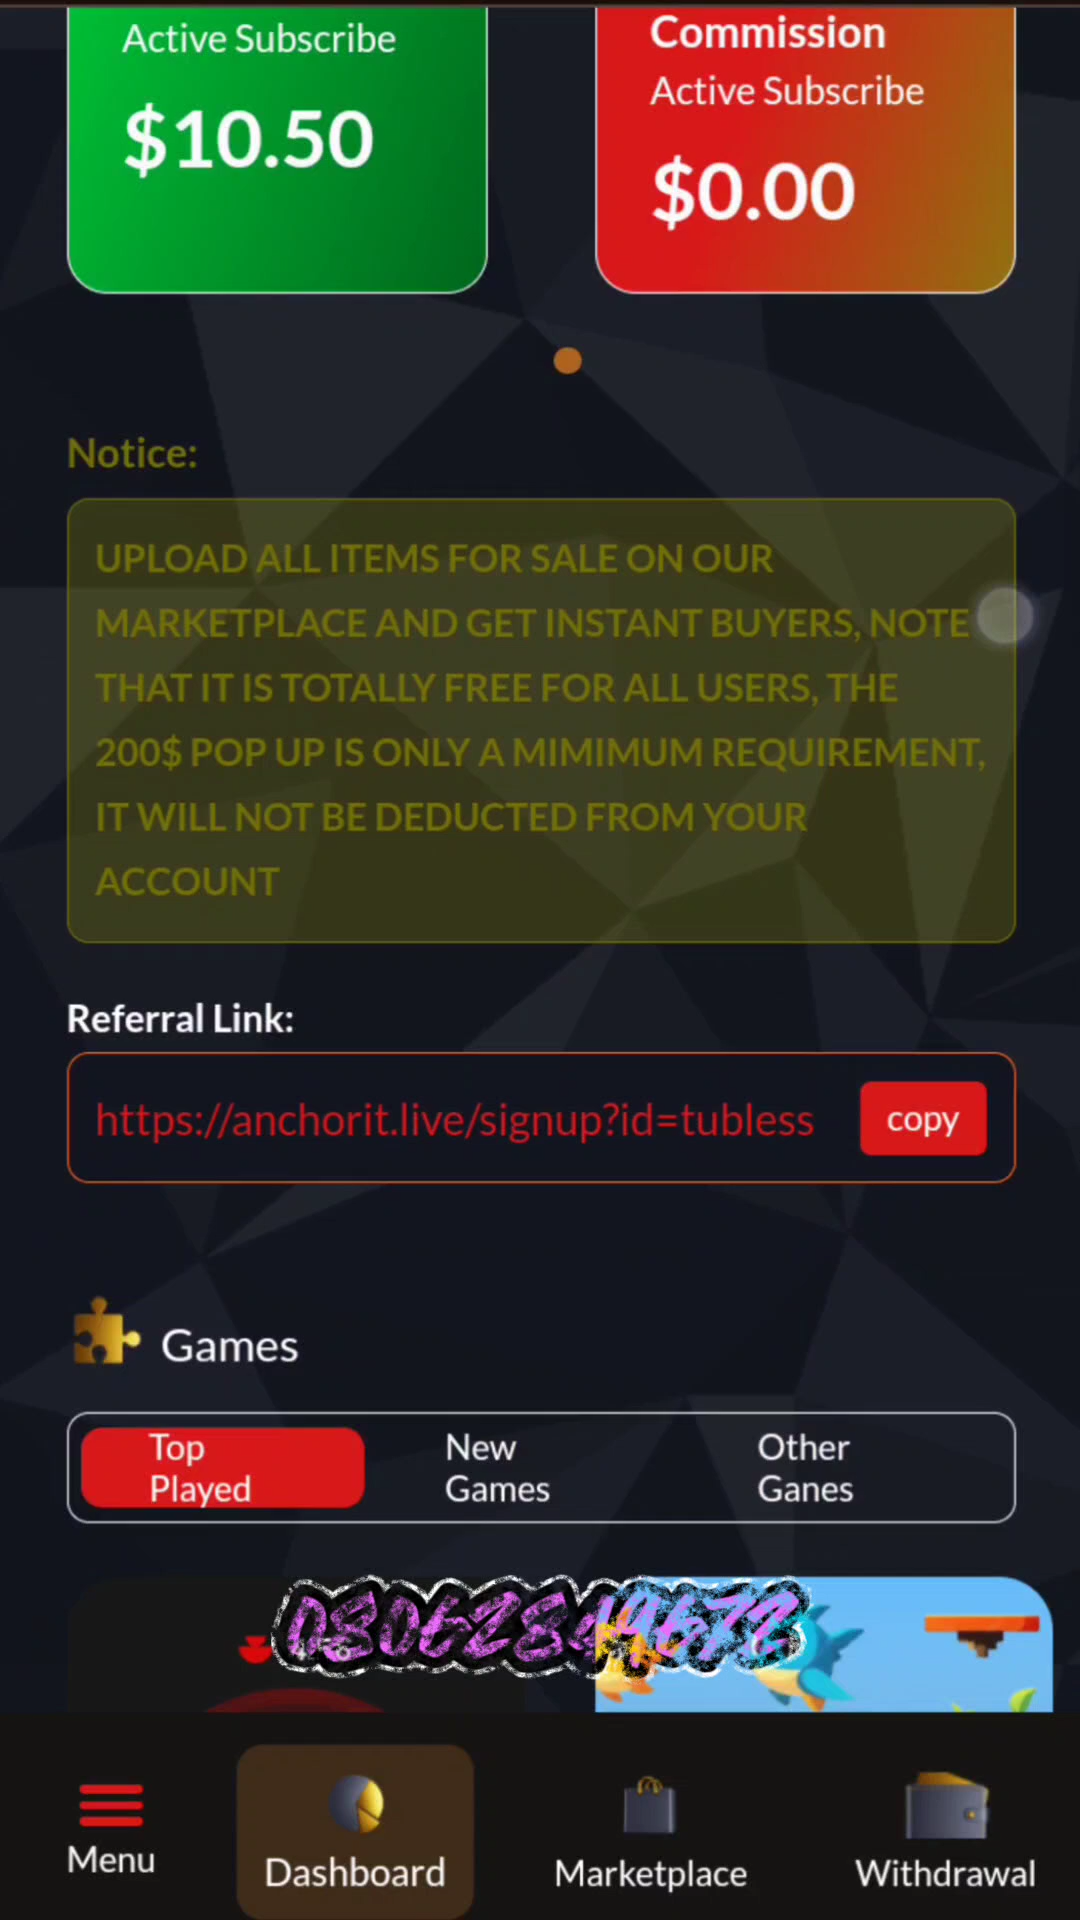 Active Subscribe
$10.50
Commission
Active Subscribe
$0.00
Notice:
UPLOAD ALL ITEMS FOR SALE ON OUR
MARKETPLACE AND GET INSTANT BUYERS, NOTE
THAT IT IS TOTALLY FREE FOR ALL USERS, THE
200$ POP UP IS ONLY A MIMIMUM REQUIREMENT,
IT WILL NOT BE DEDUCTED FROM YOUR
ACCOUNT
Referral Link:
https://anchorit.live/signup?id=tubless
copy
Games
Top
Played
New
Games
Other
Ganes
08062849672
Menu
Dashboard
Marketplace
Withdrawal